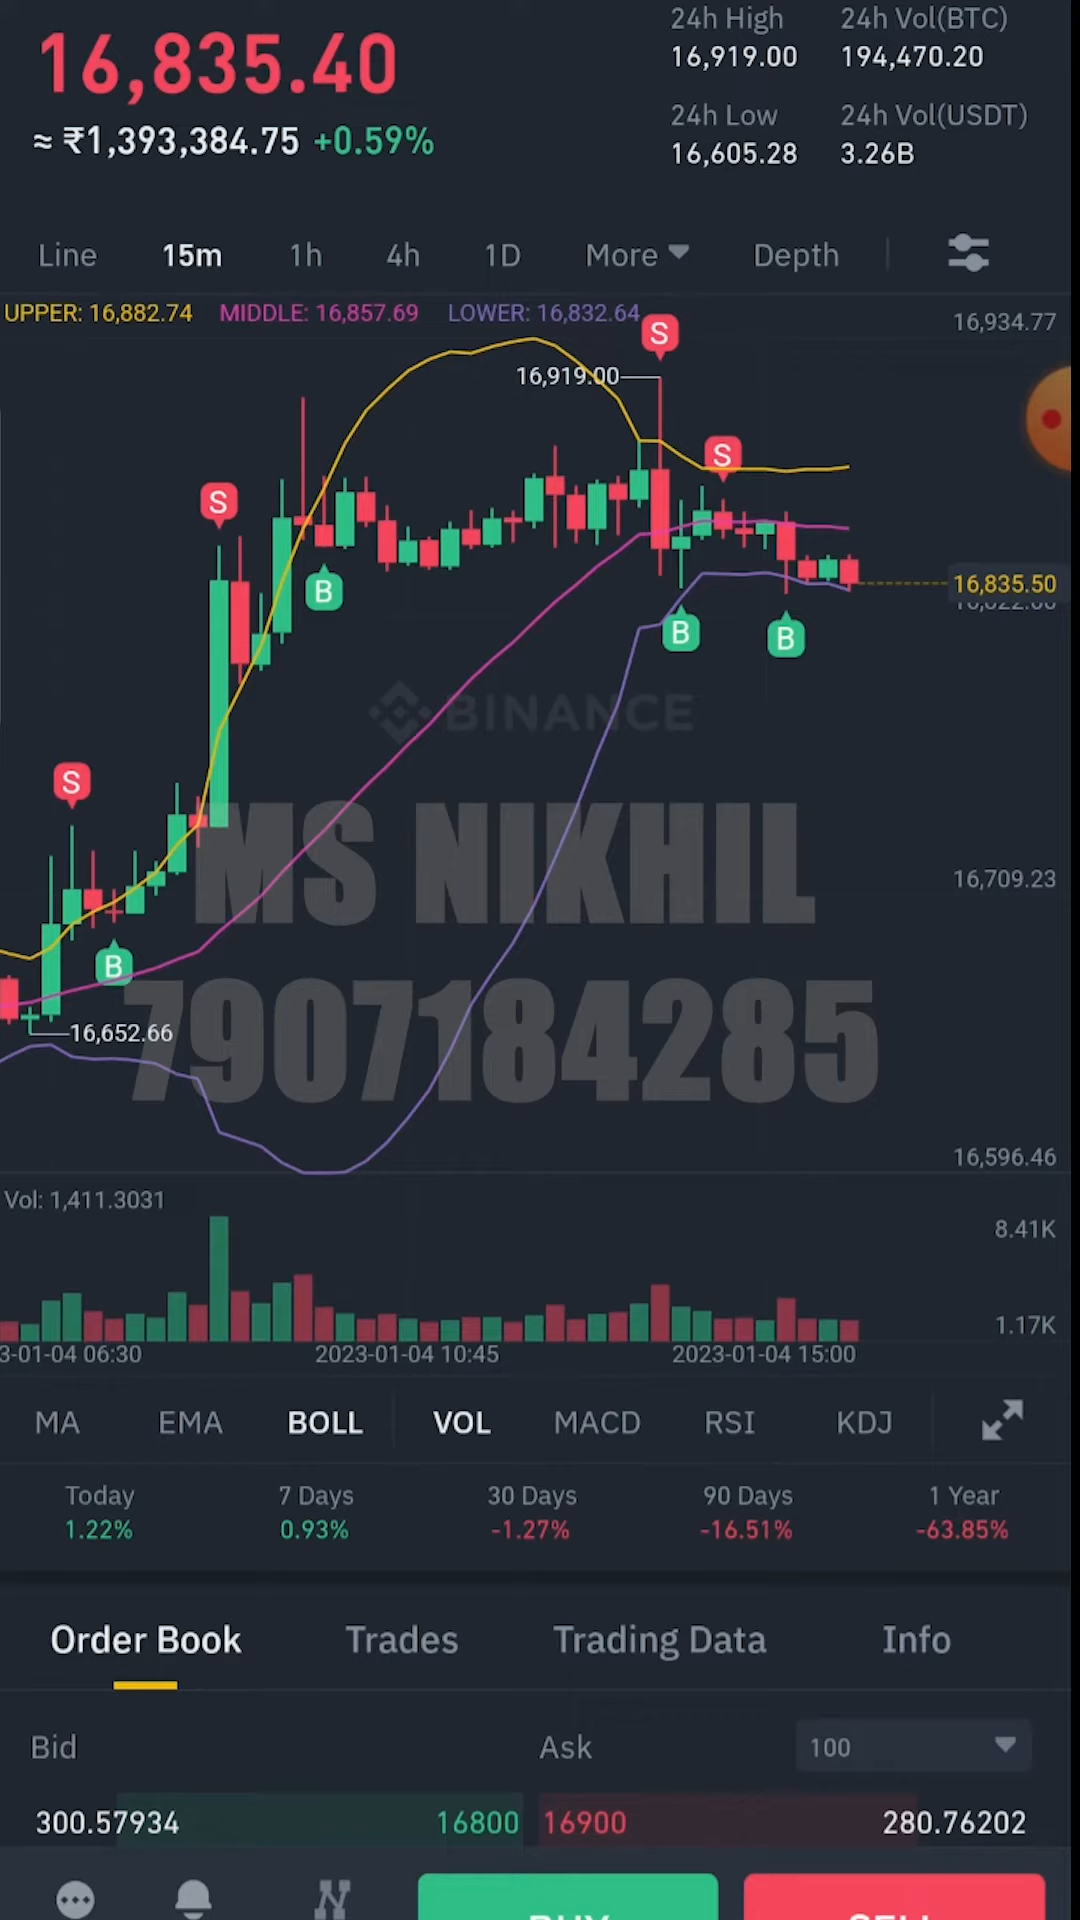 16,835.40
≈ ₹1,393,384.75 +0.59%
24h High
16,919.00
24h Vol(BTC)
194,470.20
24h Low
16,605.28
24h Vol(USDT)
3.26B
Line 15m 1h 4h 1D More Depth
UPPER: 16,882.74 MIDDLE: 16,857.69 LOWER: 16,832.64
16,934.77
S
16,919.00
S
S
B
16,835.50
B
B
BINANCE
S
MS NIKHIL
16,709.23
B
7907184285
16,652.66
16,596.46
Vol: 1,411.3031
8.41K
1.17K
3-01-04 06:30 2023-01-04 10:45 2023-01-04 15:00
MA EMA BOLL VOL MACD RSI KDJ
Today 7 Days 30 Days 90 Days 1 Year
1.22% 0.93% -1.27% -16.51% -63.85%
Order Book Trades Trading Data Info
Bid Ask 100
300.57934 16800 16900 280.76202